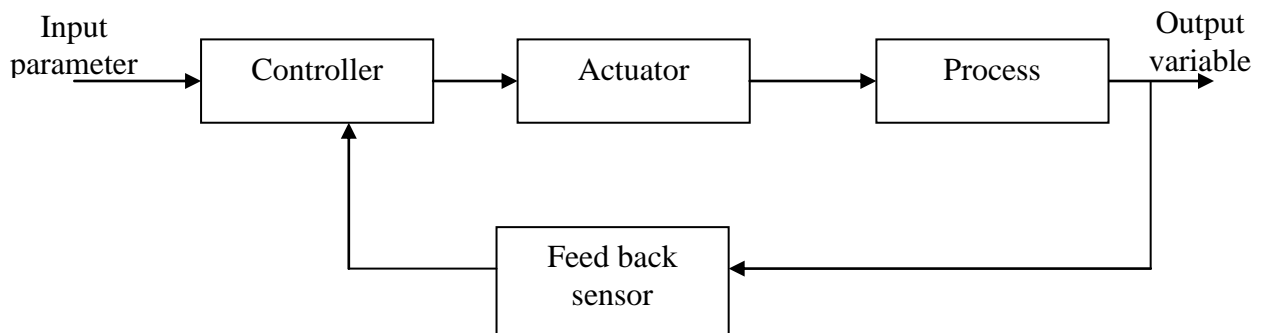 Input
parameter
Controller
Actuator
Process
Output
variable
Feed back
sensor